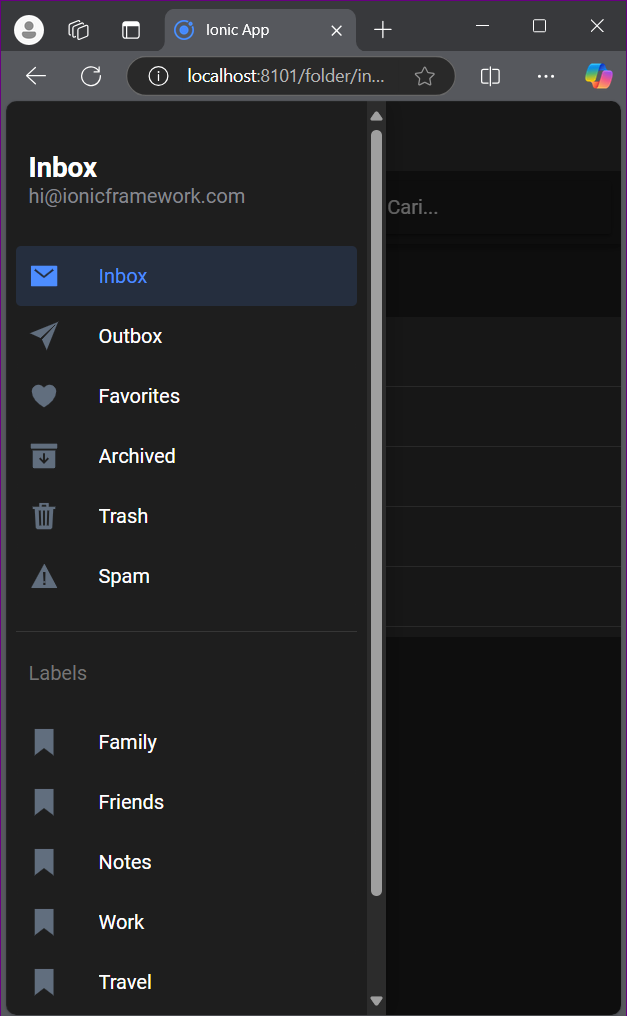 Ionic App
localhost:8101/folder/in...
Inbox
hi@ionicframework.com
Cari...
Inbox
Outbox
Favorites
Archived
Trash
Spam
Labels
Family
Friends
Notes
Work
Travel